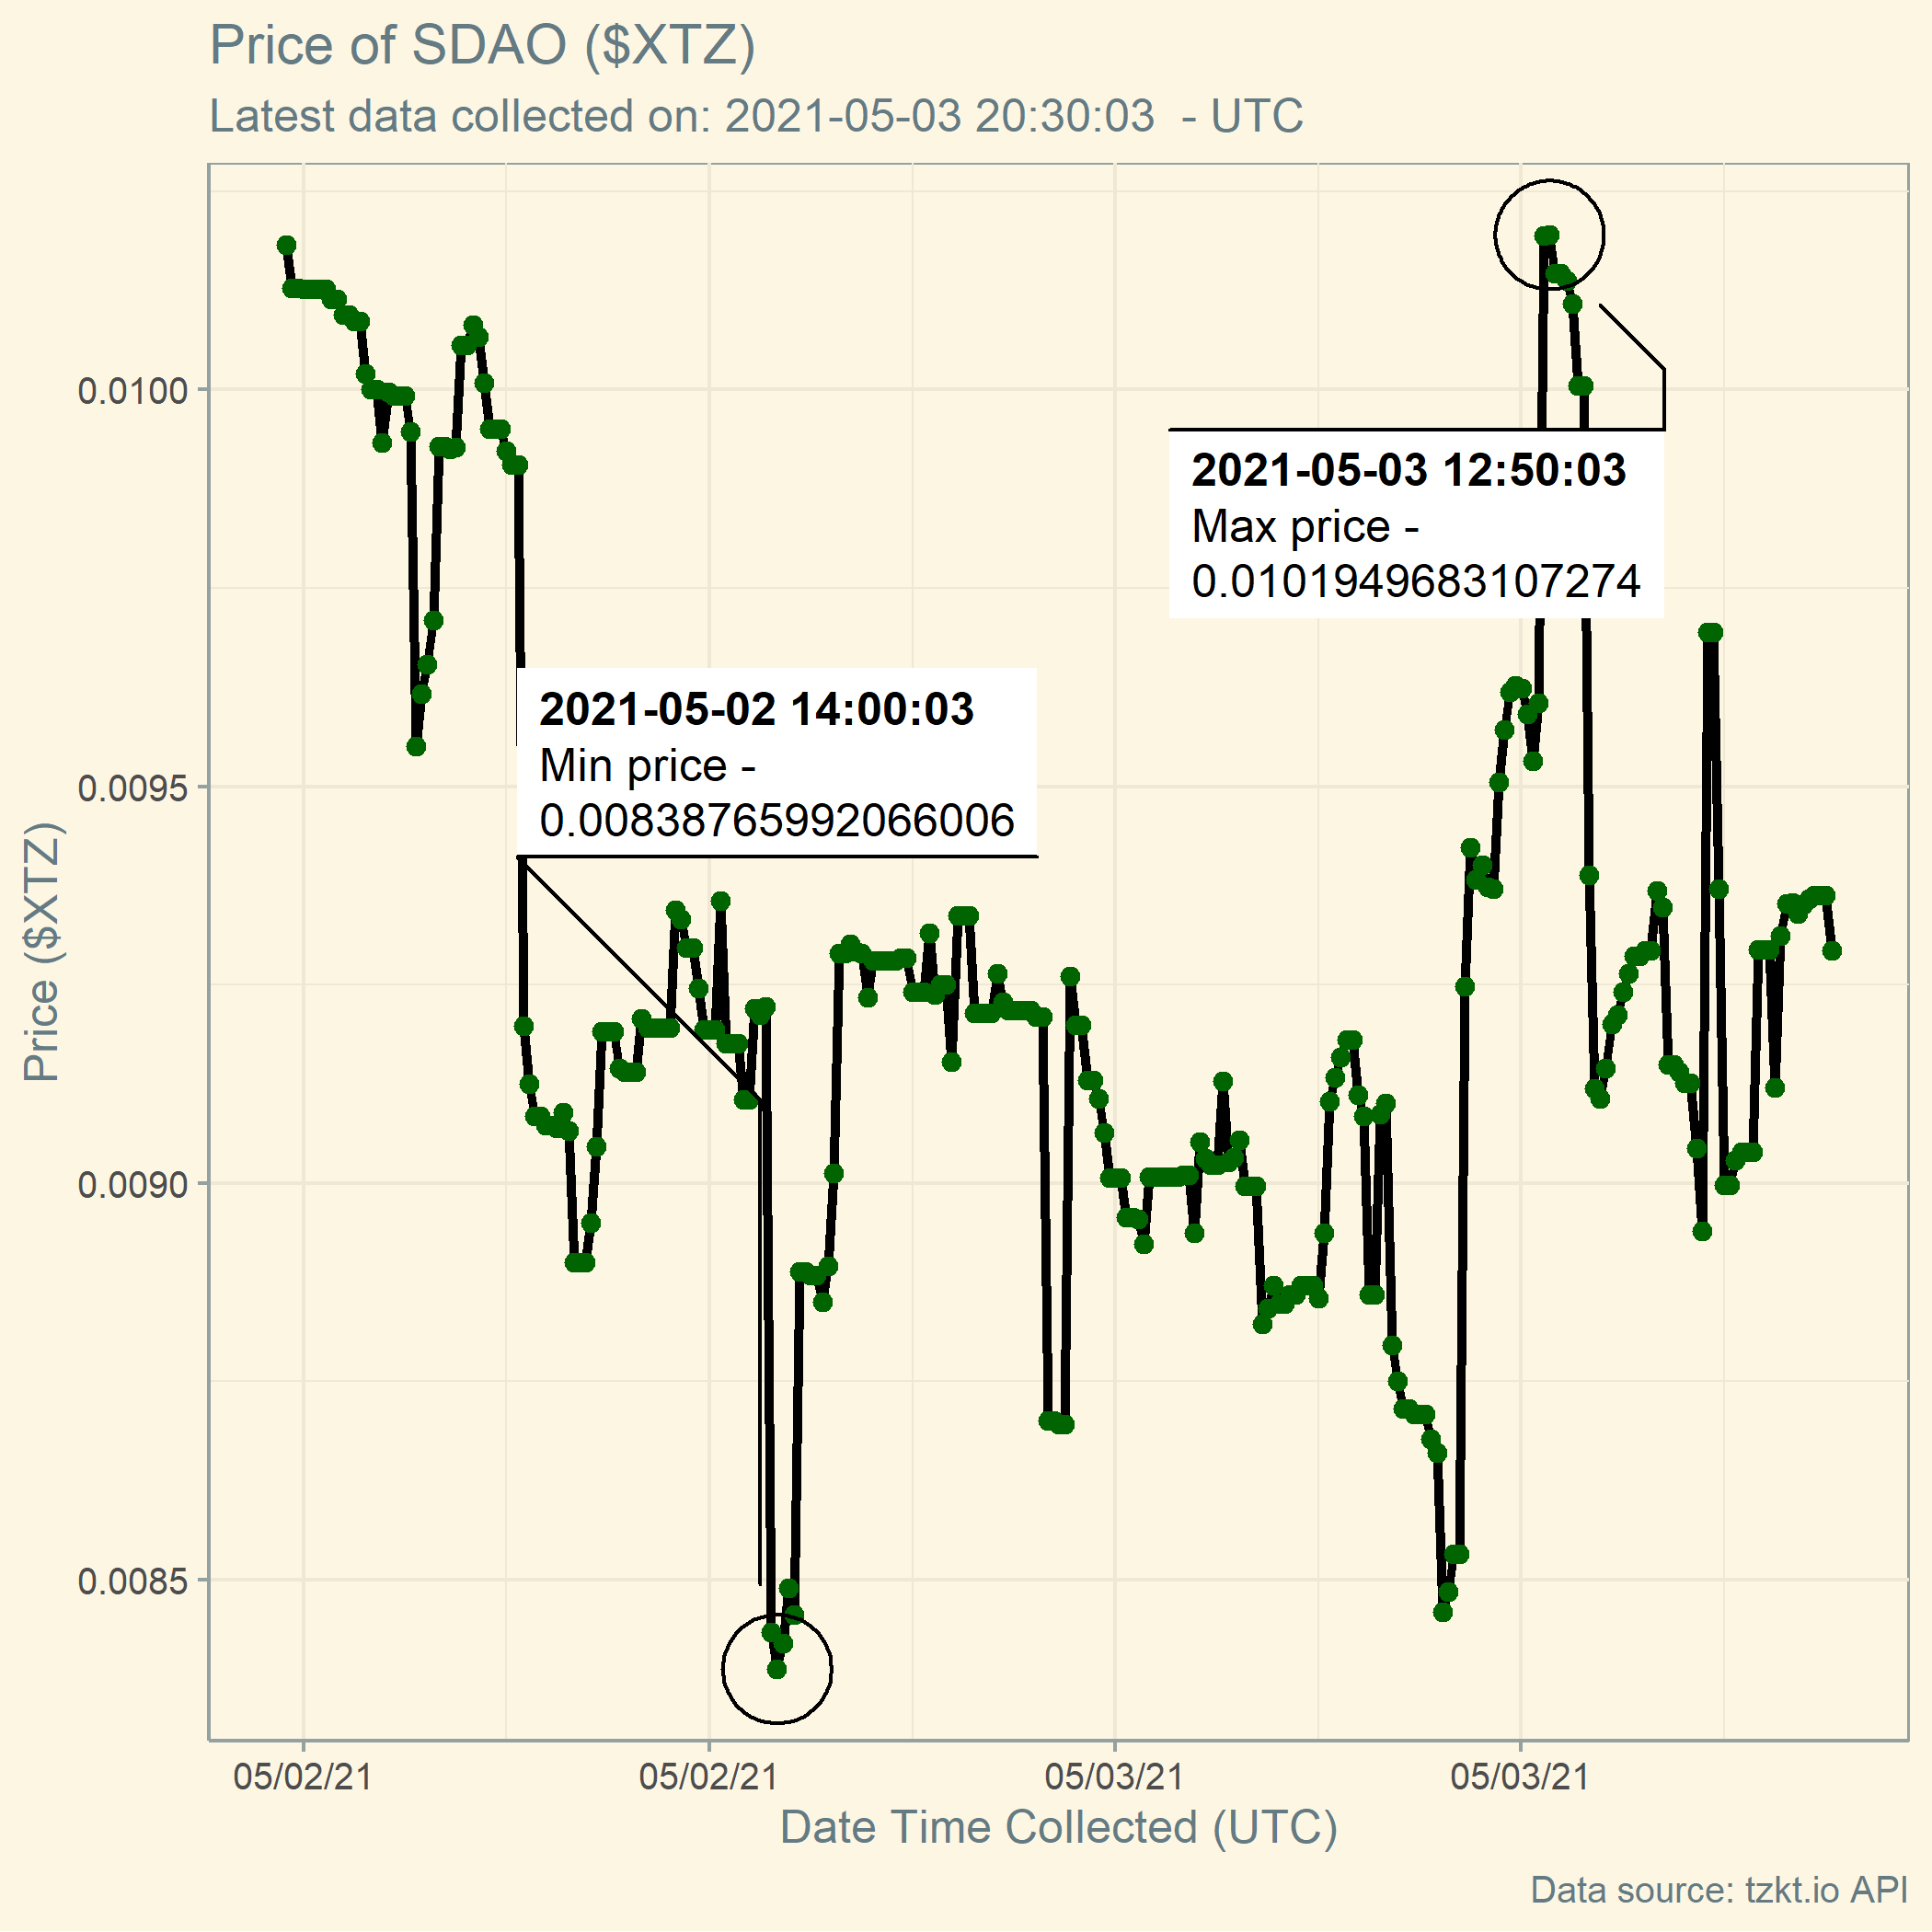 Price of SDAO ($XTZ)
Latest data collected on: 2021-05-03 20:30:03  - UTC
0.0100
0.0095
0.0090
0.0085
Price ($XTZ)
2021-05-03 12:50:03
Max price -
0.0101949683107274
2021-05-02 14:00:03
Min price -
0.00838765992066006
05/02/21
05/02/21
05/03/21
05/03/21
Date Time Collected (UTC)
Data source: tzkt.io API